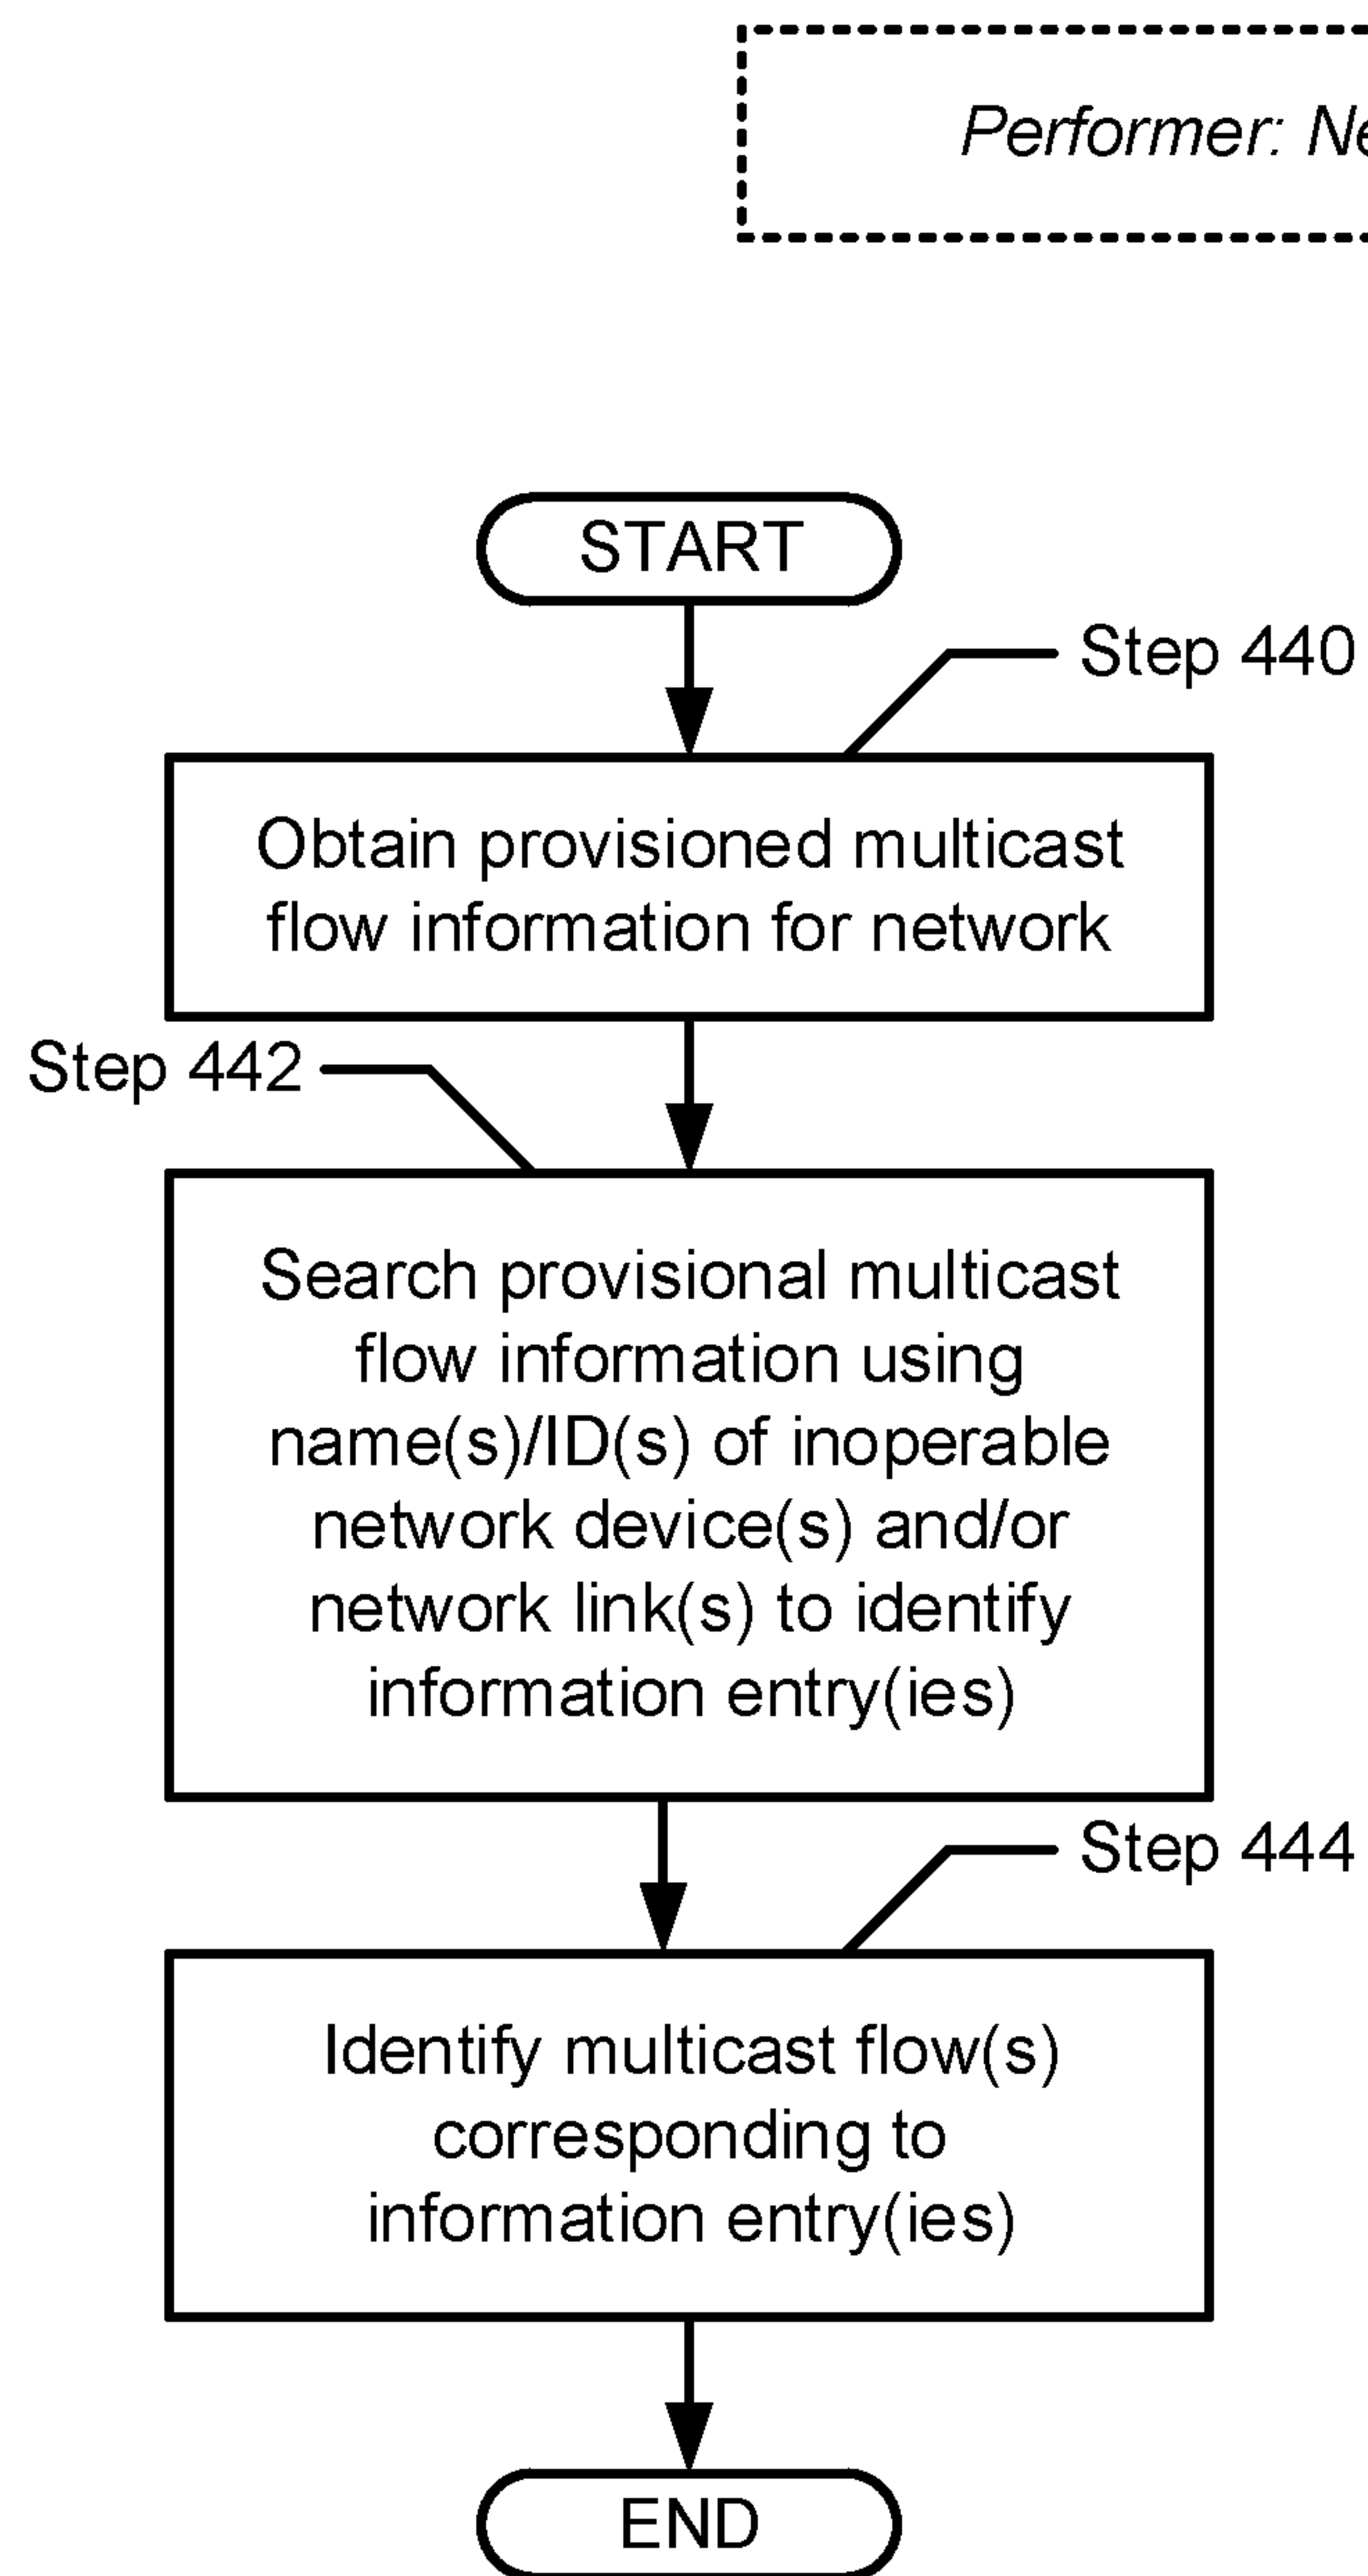 Performer: Ne
START
Step 440
Obtain provisioned multicast
flow information for network
Step 442
Search provisional multicast
flow information using
name(s)/ID(s) of inoperable
network device(s) and/or
network link(s) to identify
information entry(ies)
Step 444
Identify multicast flow(s)
corresponding to
information entry(ies)
END